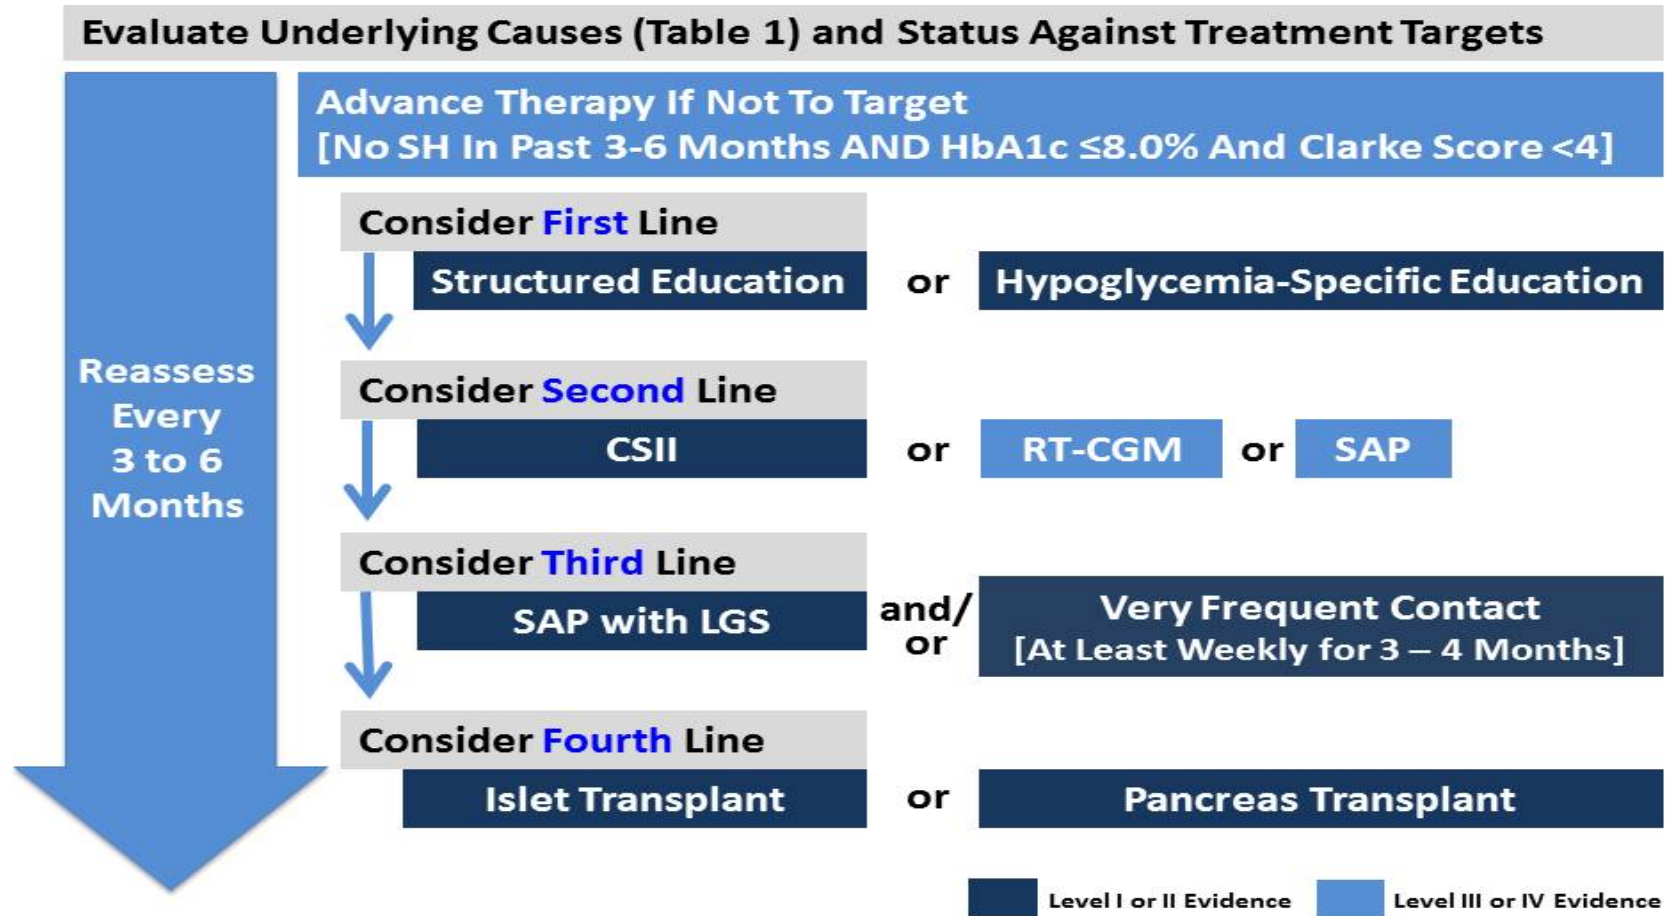 Evaluate Underlying Causes (Table 1) and Status Against Treatment Targets
Advance Therapy If Not To Target
[No SH In Past 3-6 Months AND HbA1c ≤8.0% And Clarke Score <4]
Reassess
Every
3 to 6
Months
Consider First Line
Structured Education or Hypoglycemia-Specific Education
Consider Second Line
CSII or RT-CGM or SAP
Consider Third Line
SAP with LGS and/
or
Very Frequent Contact
[At Least Weekly for 3 – 4 Months]
Consider Fourth Line
Islet Transplant or Pancreas Transplant
Level I or II Evidence Level III or IV Evidence